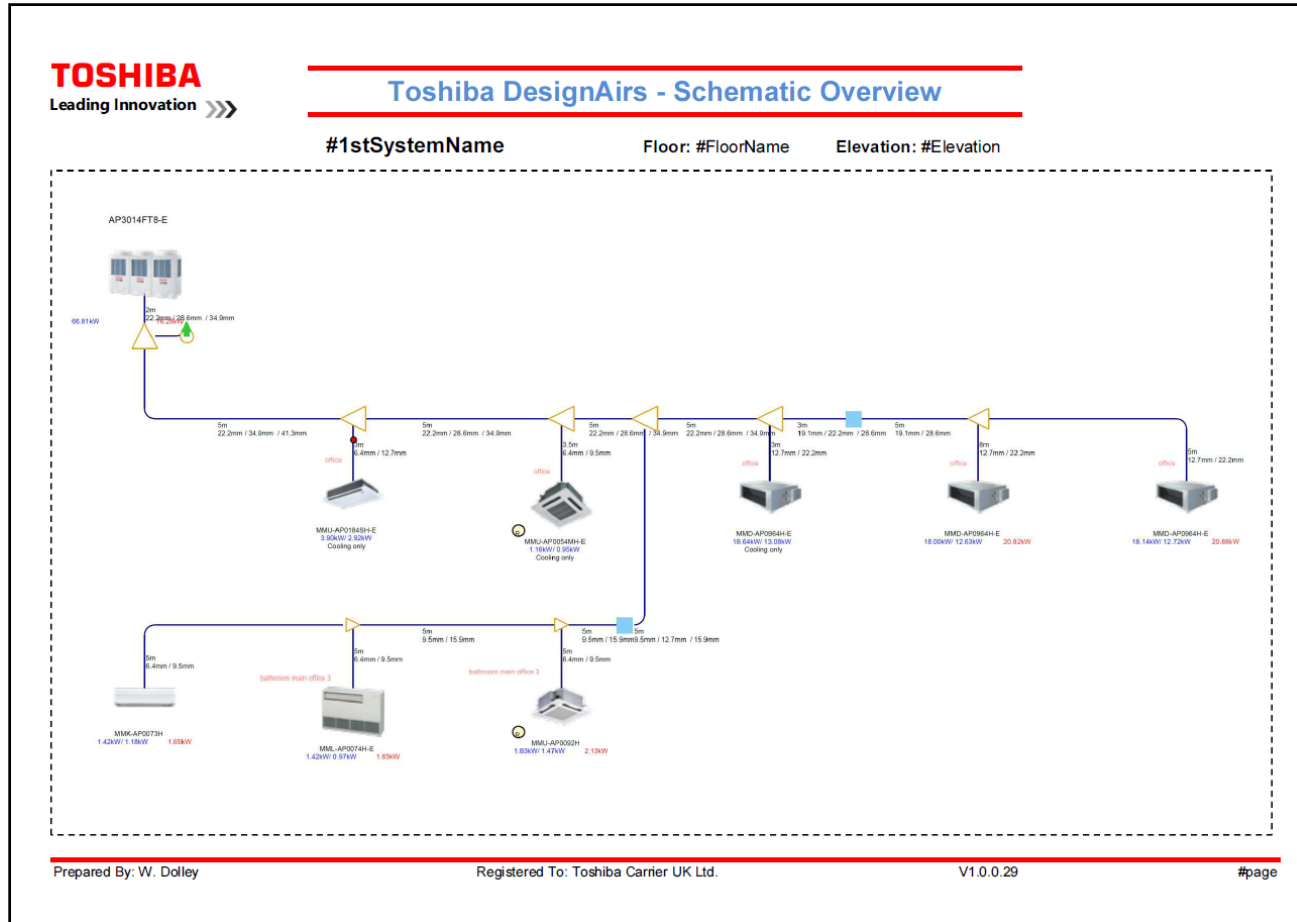 TOSHIBA
Leading Innovation
Toshiba DesignAirs - Schematic Overview
#1stSystemName Floor: #FloorName Elevation: #Elevation
AP3014FT8-E
2m
22.2mm / 28.6mm / 34.9mm
66.81kW
5m
22.2mm / 34.9mm / 41.3mm
5m
22.2mm / 28.6mm / 34.9mm
5m
22.2mm / 28.6mm / 34.9mm
5m
22.2mm / 28.6mm / 34.9mm
3m
19.1mm / 22.2mm / 28.6mm
5m
19.1mm / 28.6mm
3m
6.4mm / 12.7mm
office
MMU-AP0184SH-E
3.90kW/ 2.92kW
Cooling only
3.5m
6.4mm / 9.5mm
office
MMU-AP0054MH-E
1.16kW/ 0.95kW
Cooling only
3m
12.7mm / 22.2mm
office
MMD-AP0964H-E
18.64kW/ 13.08kW
Cooling only
8m
12.7mm / 22.2mm
office
MMD-AP0964H-E
18.00kW/ 12.63kW 20.82kW
5m
12.7mm / 22.2mm
office
MMD-AP0964H-E
18.14kW/ 12.72kW 20.88kW
5m
9.5mm / 15.9mm
5m
9.5mm / 15.9mm
5m
9.5mm / 12.7mm / 15.9mm
5m
6.4mm / 9.5mm
MMK-AP0073H
1.42kW/ 1.18kW 1.65kW
5m
6.4mm / 9.5mm
bathroom main office 3
MML-AP0074H-E
1.42kW/ 0.97kW 1.65kW
5m
6.4mm / 9.5mm
bathroom main office 3
R
MMU-AP0092H
1.83kW/ 1.47kW 2.13kW
Prepared By: W. Dolley Registered To: Toshiba Carrier UK Ltd. V1.0.0.29 #page